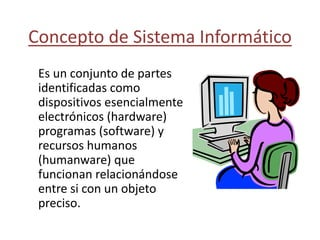 Concepto de Sistema Informático
Es un conjunto de partes
identificadas como
dispositivos esencialmente
electrónicos (hardware)
programas (software) y
recursos humanos
(humanware) que
funcionan relacionándose
entre si con un objeto
preciso.